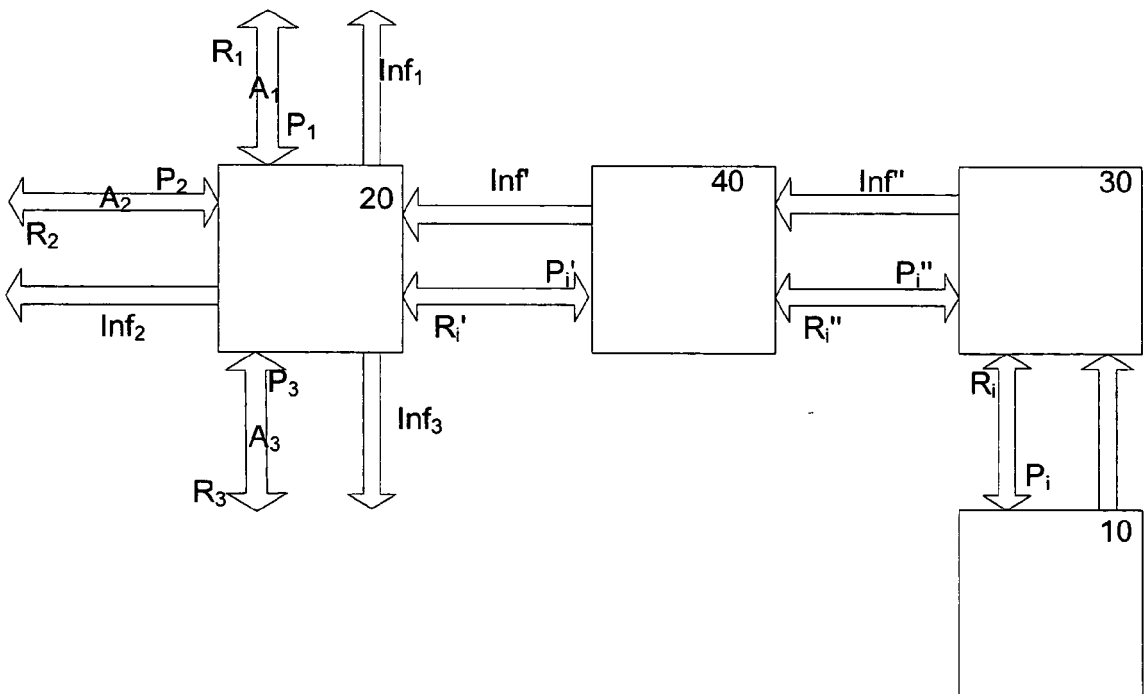 R₁
Inf₁
A₁
P₁
P₂
20
Inf'
40
Inf''
30
A₂
R₂
Pᵢ'
Pᵢ''
Inf₂
Rᵢ'
Rᵢ''
P₃
Rᵢ
A₃
Inf₃
R₃
Pᵢ
10